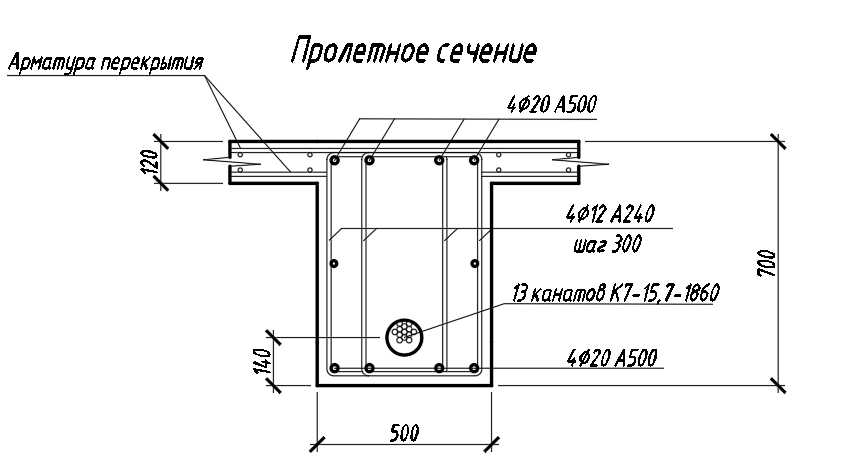 Пролетное сечение
Арматура перекрытия
4Ø20 А500
120
4Ø12 А240
шаг 300
700
13 канатов К7-15,7-1860
140
4Ø20 А500
500